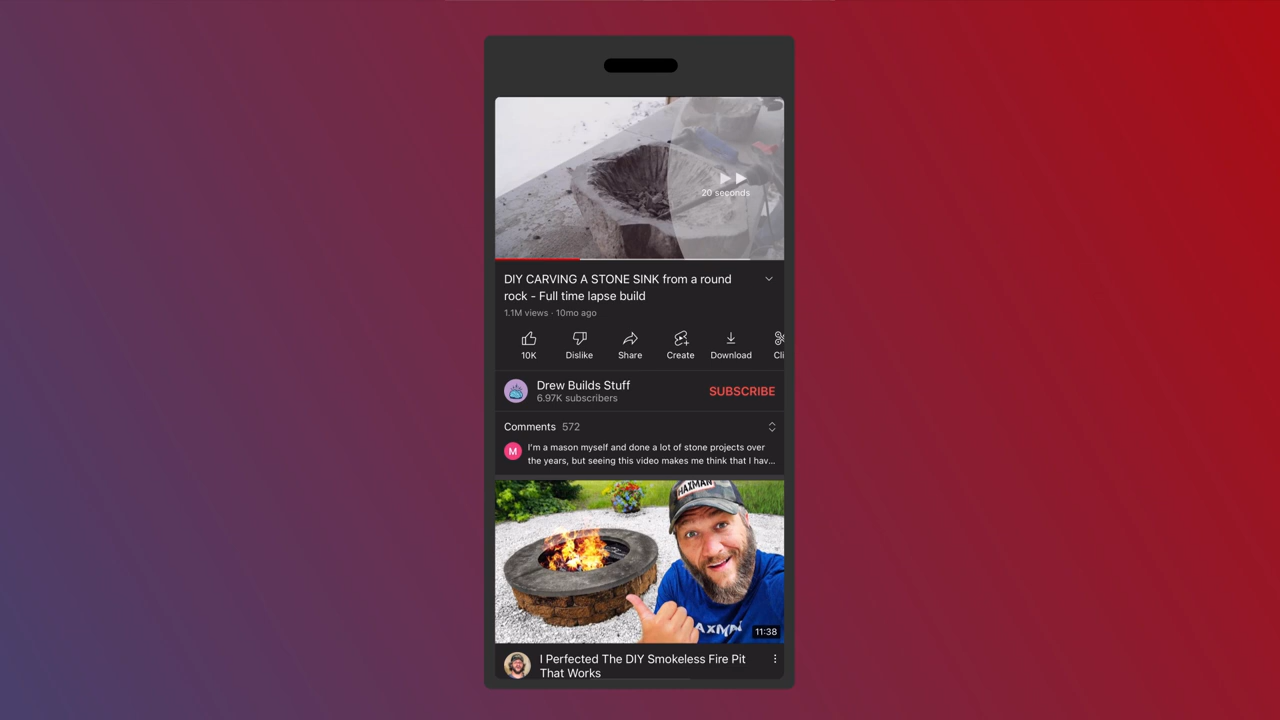 20 seconds
DIY CARVING A STONE SINK from a round
rock - Full time lapse build
1.1M views · 10mo ago
10K
Dislike
Share
Create
Download
Cli
Drew Builds Stuff
6.97K subscribers
SUBSCRIBE
Comments 572
M
I'm a mason myself and done a lot of stone projects over
the years, but seeing this video makes me think that I hav...
HAXMAN
HAXMAN
11:38
I Perfected The DIY Smokeless Fire Pit
That Works